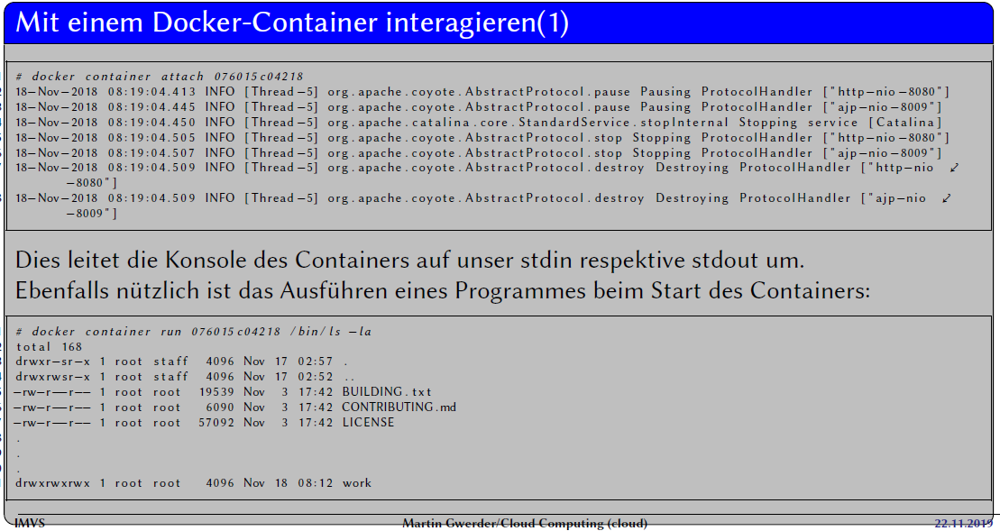 Mit einem Docker-Container interagieren(1)
# docker container attach 076015c04218
18-Nov-2018 08:19:04.413 INFO [Thread-5] org.apache.coyote.AbstractProtocol.pause Pausing ProtocolHandler ["http-nio-8080"]
18-Nov-2018 08:19:04.445 INFO [Thread-5] org.apache.coyote.AbstractProtocol.pause Pausing ProtocolHandler ["ajp-nio-8009"]
18-Nov-2018 08:19:04.450 INFO [Thread-5] org.apache.catalina.core.StandardService.stopInternal Stopping service [Catalina]
18-Nov-2018 08:19:04.505 INFO [Thread-5] org.apache.coyote.AbstractProtocol.stop Stopping ProtocolHandler ["http-nio-8080"]
18-Nov-2018 08:19:04.507 INFO [Thread-5] org.apache.coyote.AbstractProtocol.stop Stopping ProtocolHandler ["ajp-nio-8009"]
18-Nov-2018 08:19:04.509 INFO [Thread-5] org.apache.coyote.AbstractProtocol.destroy Destroying ProtocolHandler ["http-nio
-8080"]
18-Nov-2018 08:19:04.509 INFO [Thread-5] org.apache.coyote.AbstractProtocol.destroy Destroying ProtocolHandler ["ajp-nio
-8009"]
Dies leitet die Konsole des Containers auf unser stdin respektive stdout um.
Ebenfalls nützlich ist das Ausführen eines Programmes beim Start des Containers:
# docker container run 076015c04218 /bin/ls -la
total 168
drwxr-sr-x 1 root staff 4096 Nov 17 02:57 .
drwxrwsr-x 1 root staff 4096 Nov 17 02:52 ..
-rw-r--r-- 1 root root 19539 Nov 3 17:42 BUILDING.txt
-rw-r--r-- 1 root root 6090 Nov 3 17:42 CONTRIBUTING.md
-rw-r--r-- 1 root root 57092 Nov 3 17:42 LICENSE
.
.
.
drwxrwxrwx 1 root root 4096 Nov 18 08:12 work
IMVS Martin Gwerder/Cloud Computing (cloud) 22.11.2019